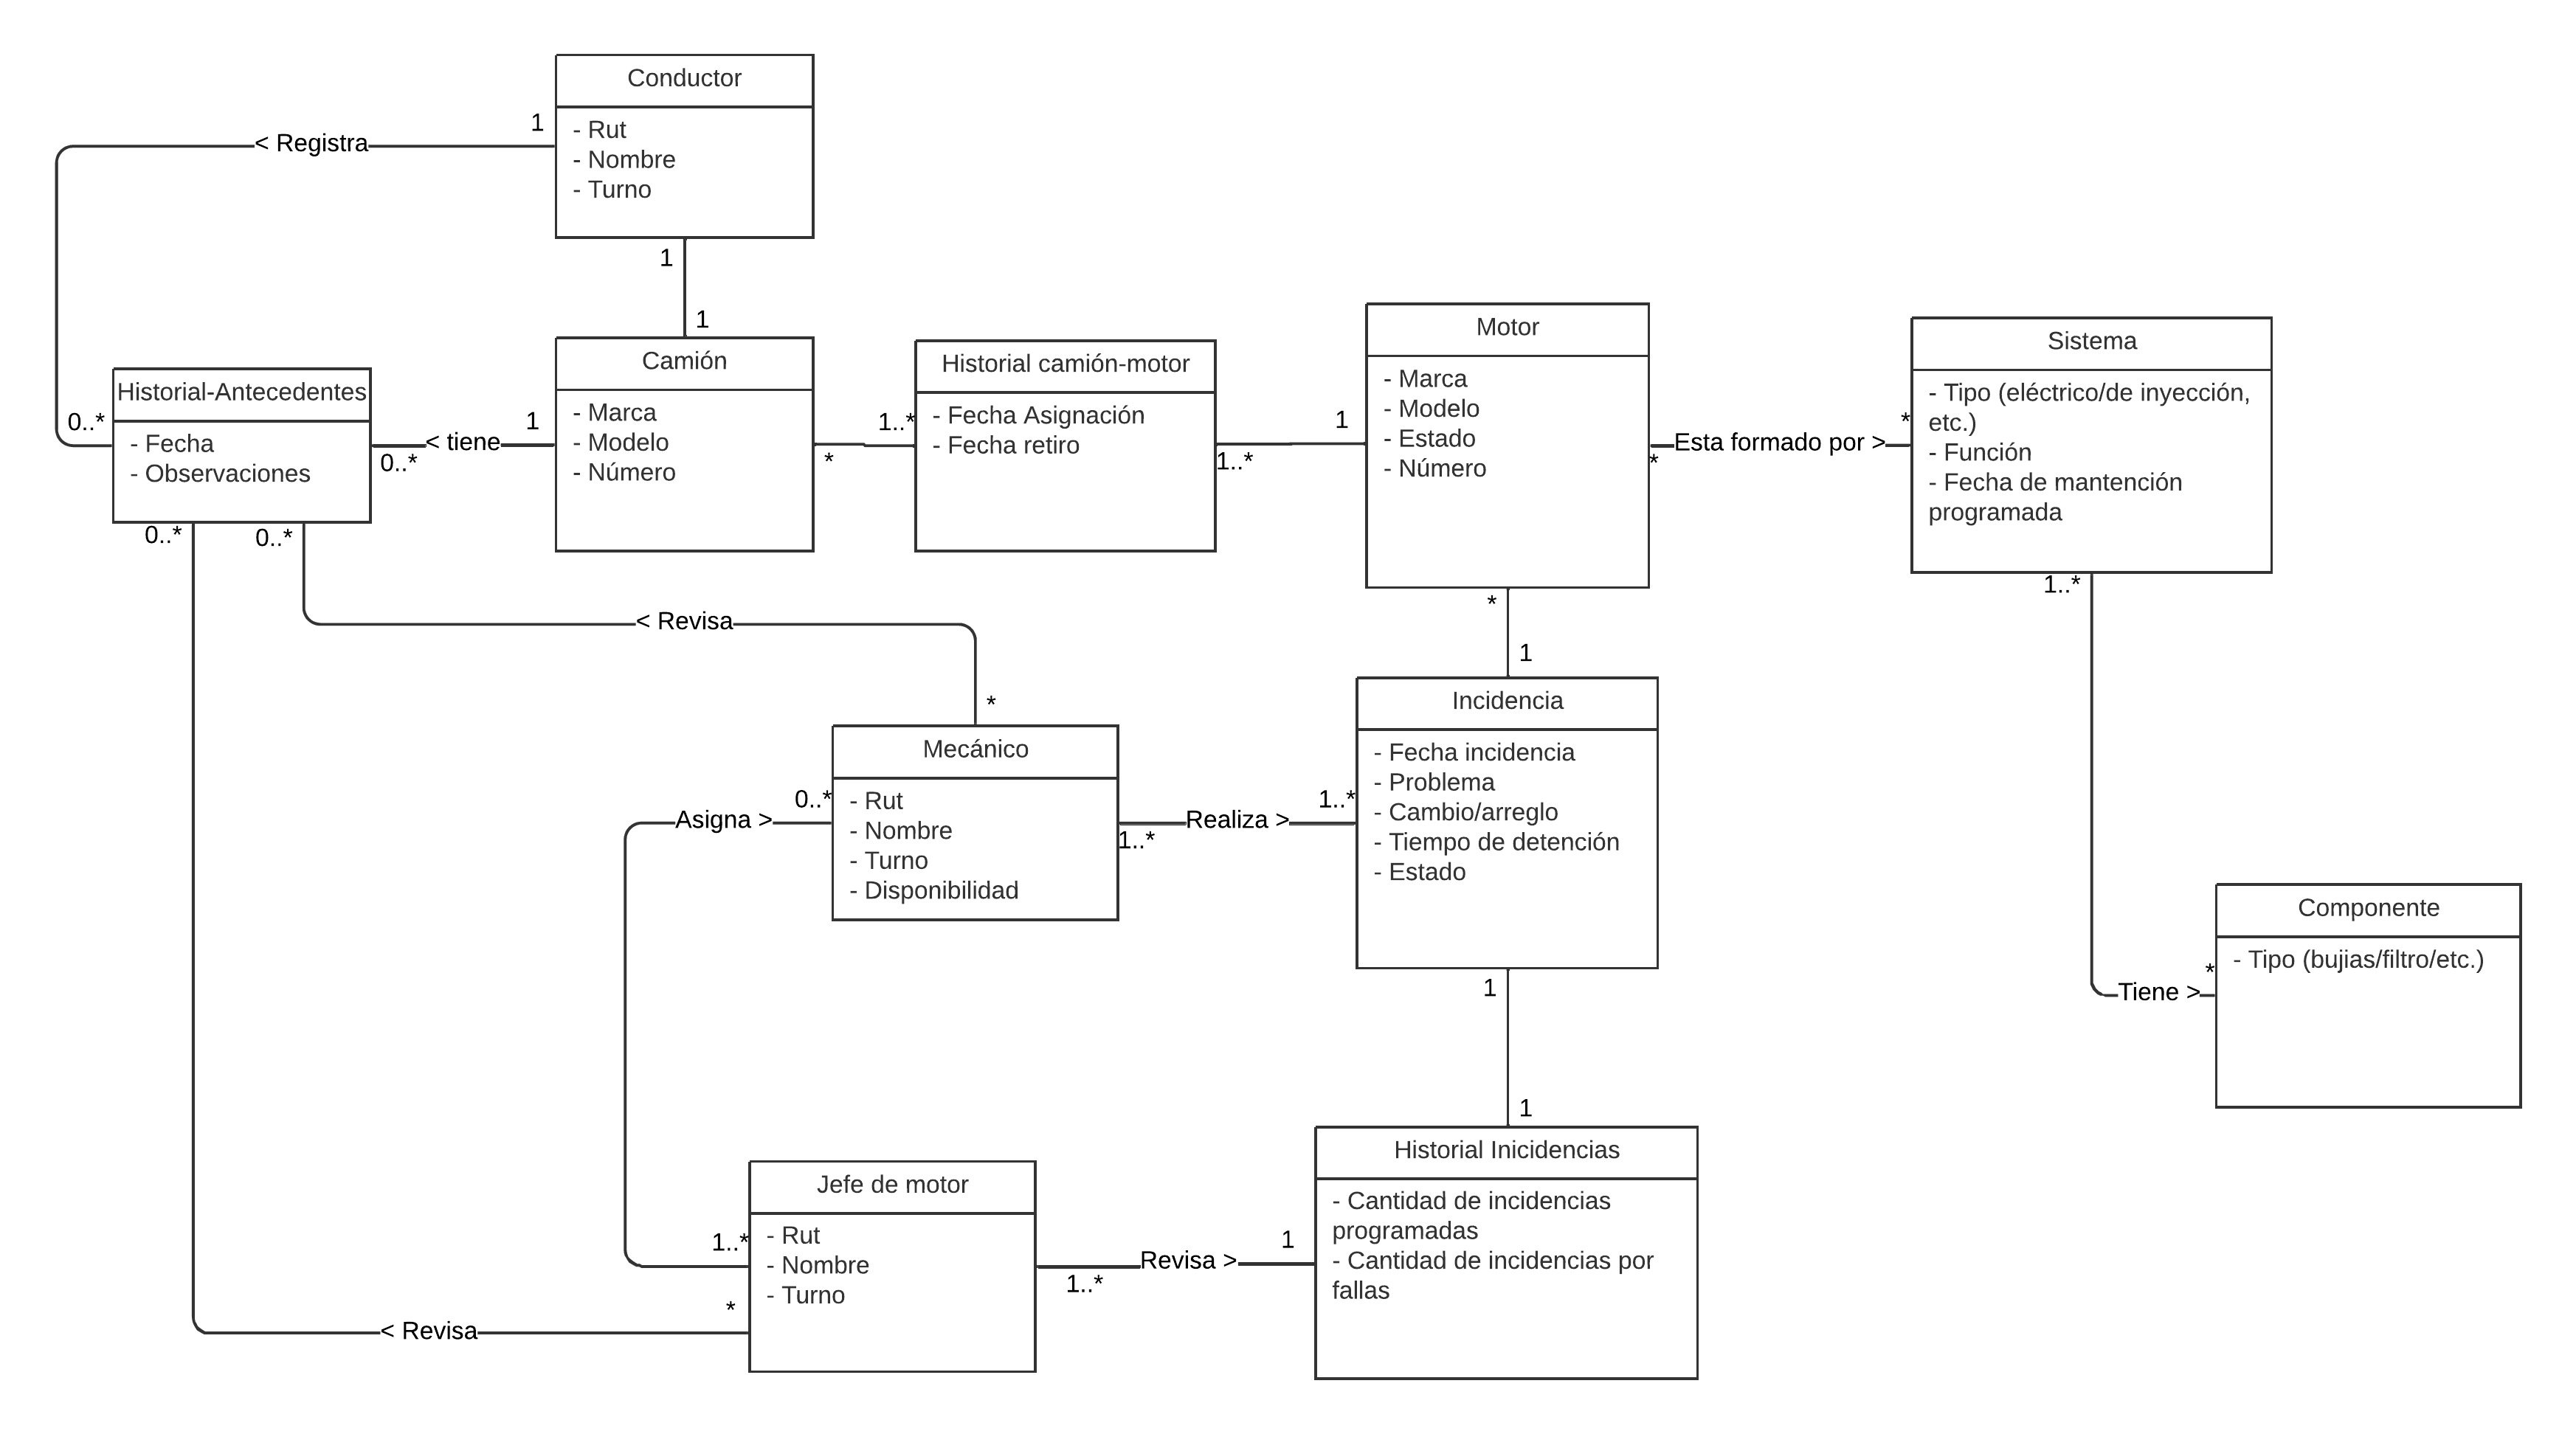 Conductor
- Rut
- Nombre
- Turno
1
< Registra
1
1
Camión
- Marca
- Modelo
- Número
Historial-Antecedentes
- Fecha
- Observaciones
0..*
0..*
< tiene
1
0..*
0..*
*
1..*
Historial camión-motor
- Fecha Asignación
- Fecha retiro
1..*
1
Motor
- Marca
- Modelo
- Estado
- Número
*
Esta formado por >
*
Sistema
- Tipo (eléctrico/de inyección,
etc.)
- Función
- Fecha de mantención
programada
1..*
*
1
< Revisa
*
Mecánico
- Rut
- Nombre
- Turno
- Disponibilidad
Asigna >
0..*
1..*
Realiza >
1..*
Incidencia
- Fecha incidencia
- Problema
- Cambio/arreglo
- Tiempo de detención
- Estado
Componente
- Tipo (bujias/filtro/etc.)
Tiene >
*
1
1
Jefe de motor
- Rut
- Nombre
- Turno
1..*
*
< Revisa
1..*
Revisa >
1
Historial Inicidencias
- Cantidad de incidencias
programadas
- Cantidad de incidencias por
fallas